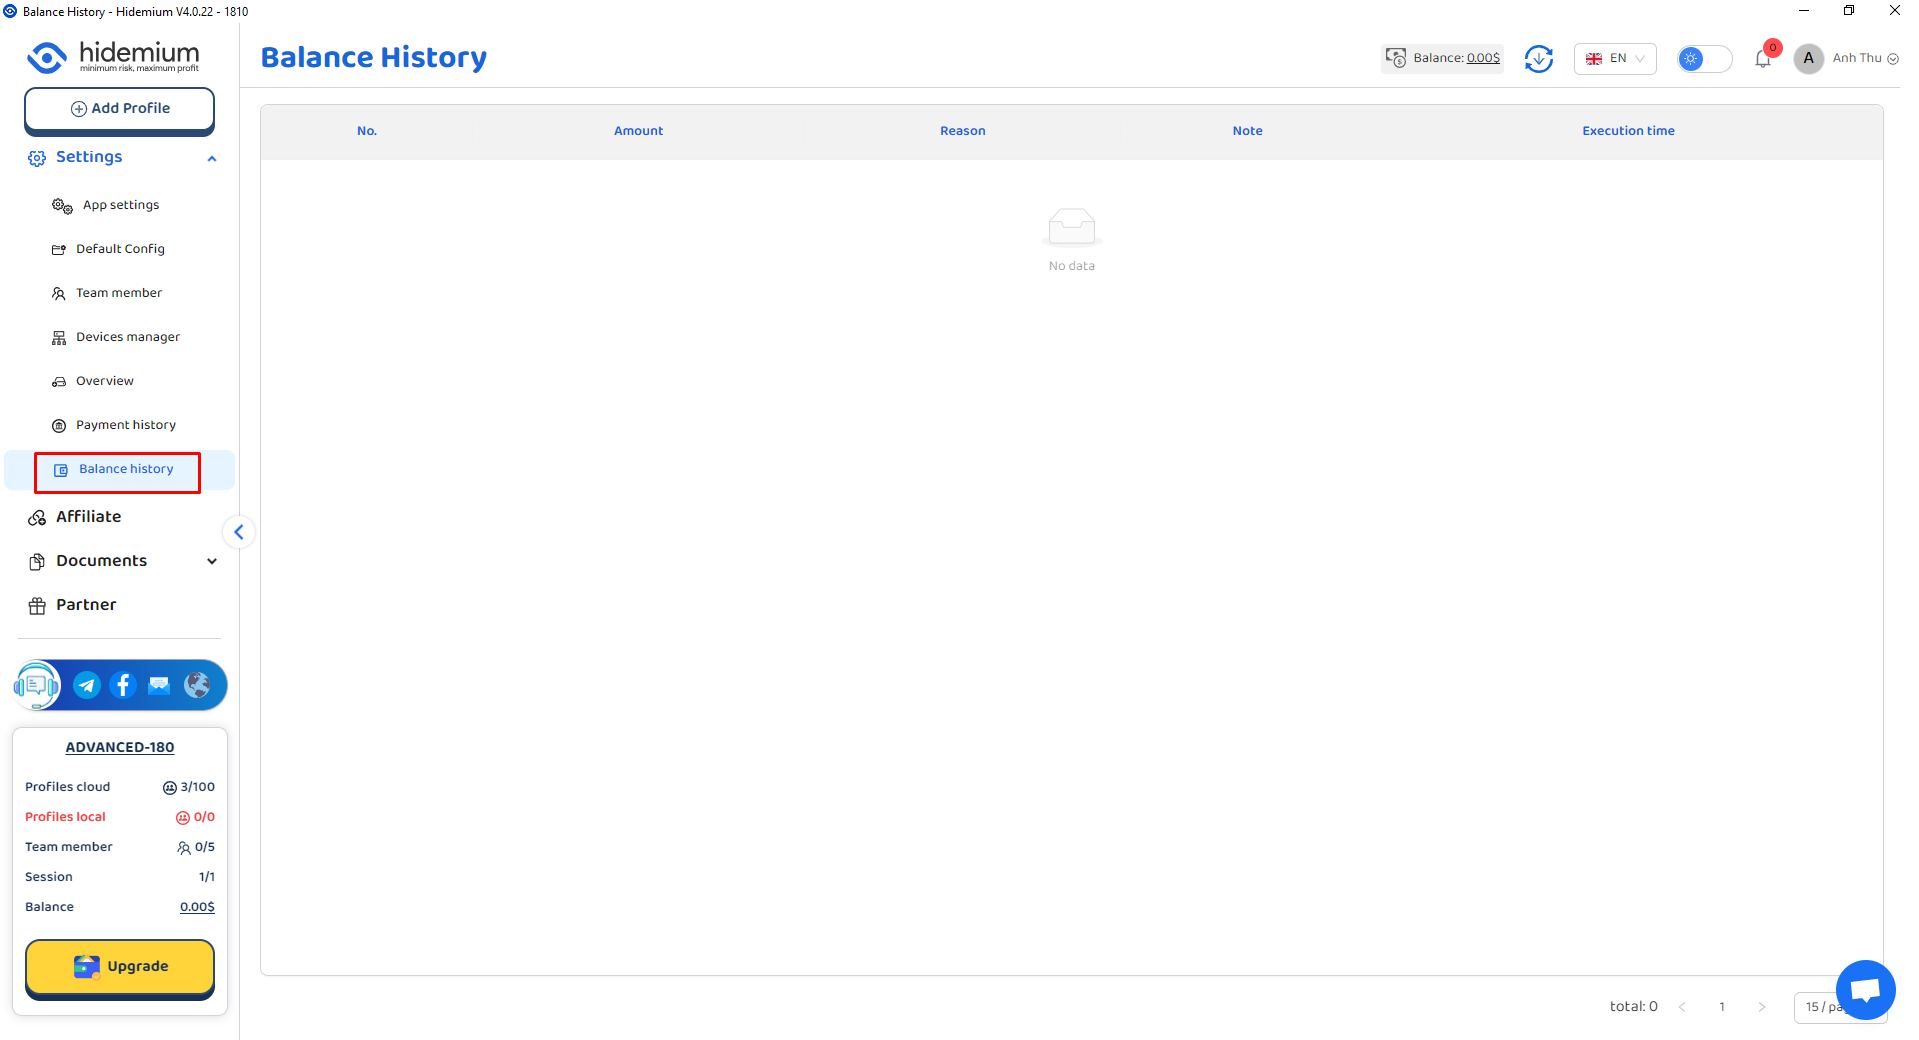 Balance History - Hidemium V4.0.22 - 1810
hidemium
minimum risk, maximum profit
Balance History
Balance: 0.00$
EN
0
A
Anh Thu
Add Profile
Settings
App settings
Default Config
Team member
Devices manager
Overview
Payment history
Balance history
Affiliate
Documents
Partner
No. Amount Reason Note Execution time
No data
ADVANCED-180
Profiles cloud 3/100
Profiles local 0/0
Team member 0/5
Session 1/1
Balance 0.00$
Upgrade
total: 0 < 1 > 15 /